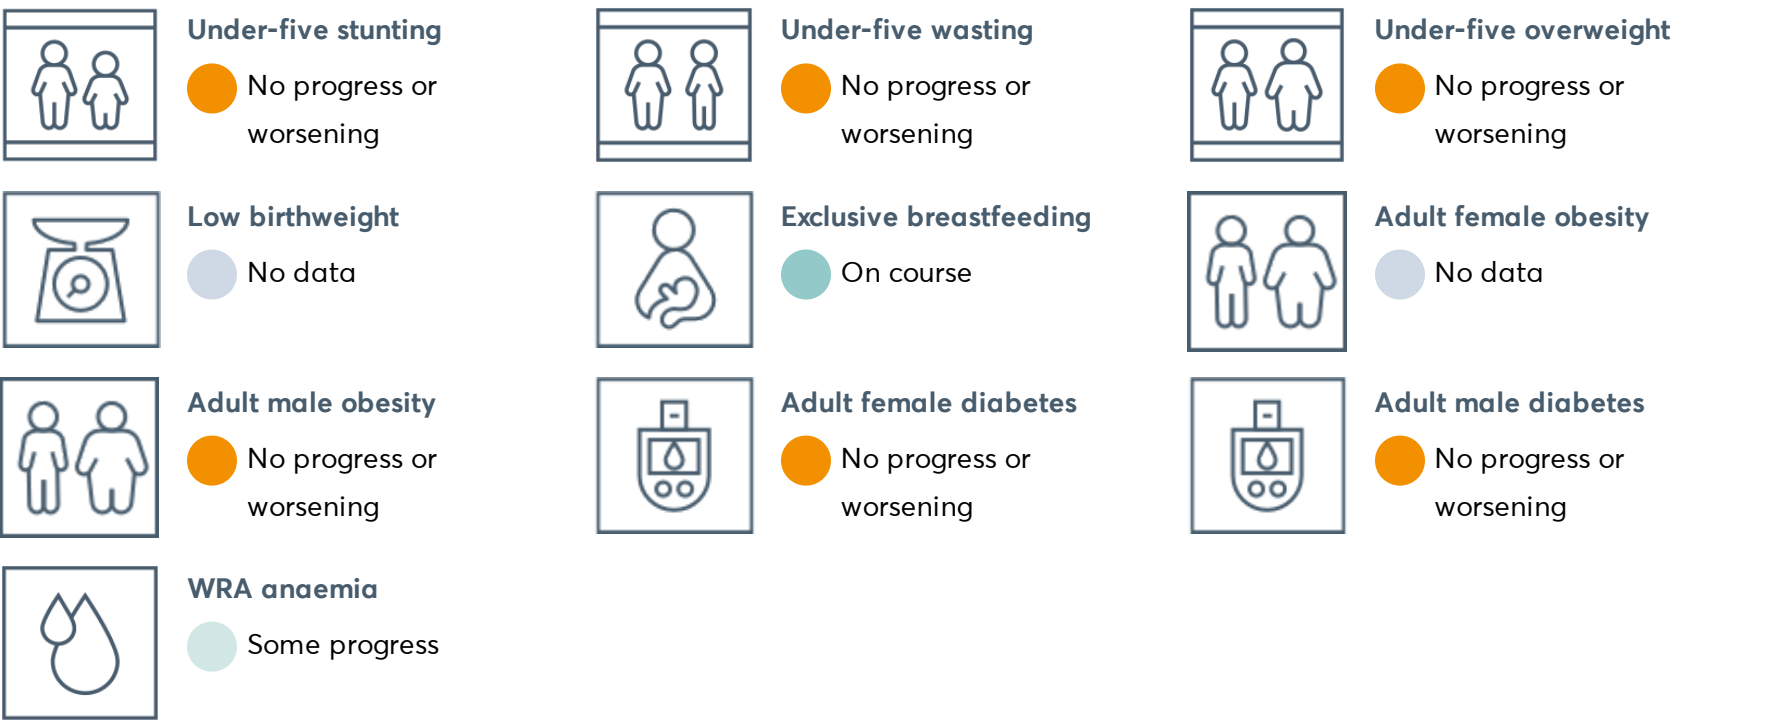 Under-five stunting
No progress or
worsening
Under-five wasting
No progress or
worsening
Under-five overweight
No progress or
worsening
Low birthweight
No data
Exclusive breastfeeding
On course
Adult female obesity
No data
Adult male obesity
No progress or
worsening
Adult female diabetes
No progress or
worsening
Adult male diabetes
No progress or
worsening
WRA anaemia
Some progress